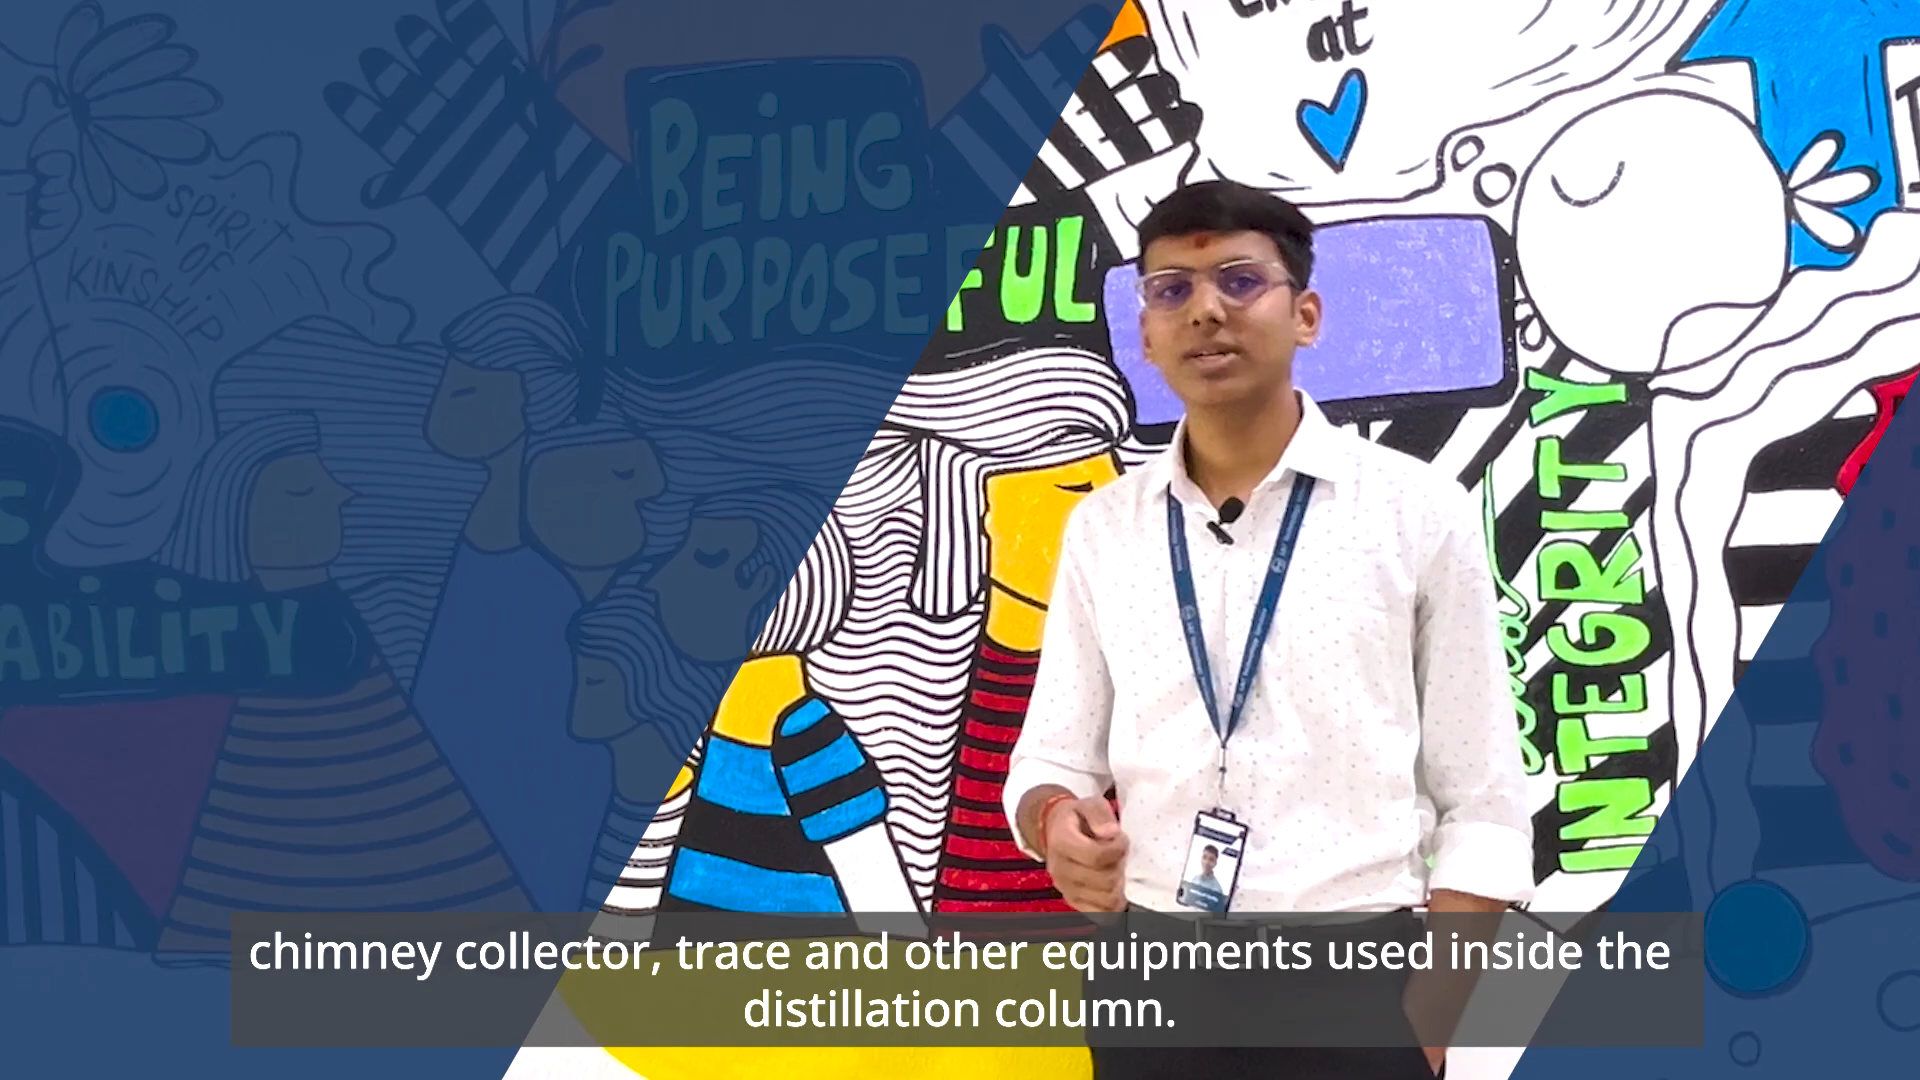 at
BEING
PURPOSEFUL
SPIRIT
OF
KINSHIP
ABILITY
INTEGRITY
chimney collector, trace and other equipments used inside the
distillation column.